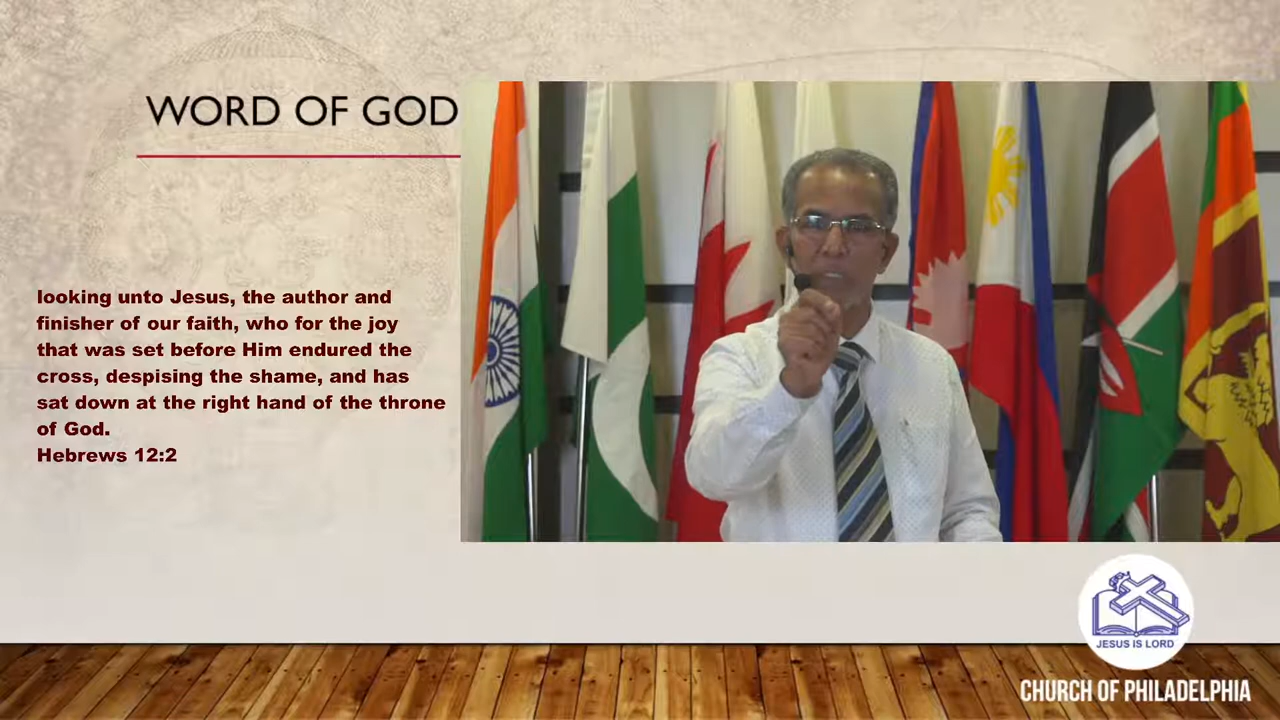 WORD OF GOD
looking unto Jesus, the author and
finisher of our faith, who for the joy
that was set before Him endured the
cross, despising the shame, and has
sat down at the right hand of the throne
of God.
Hebrews 12:2
JESUS IS LORD
CHURCH OF PHILADELPHIA